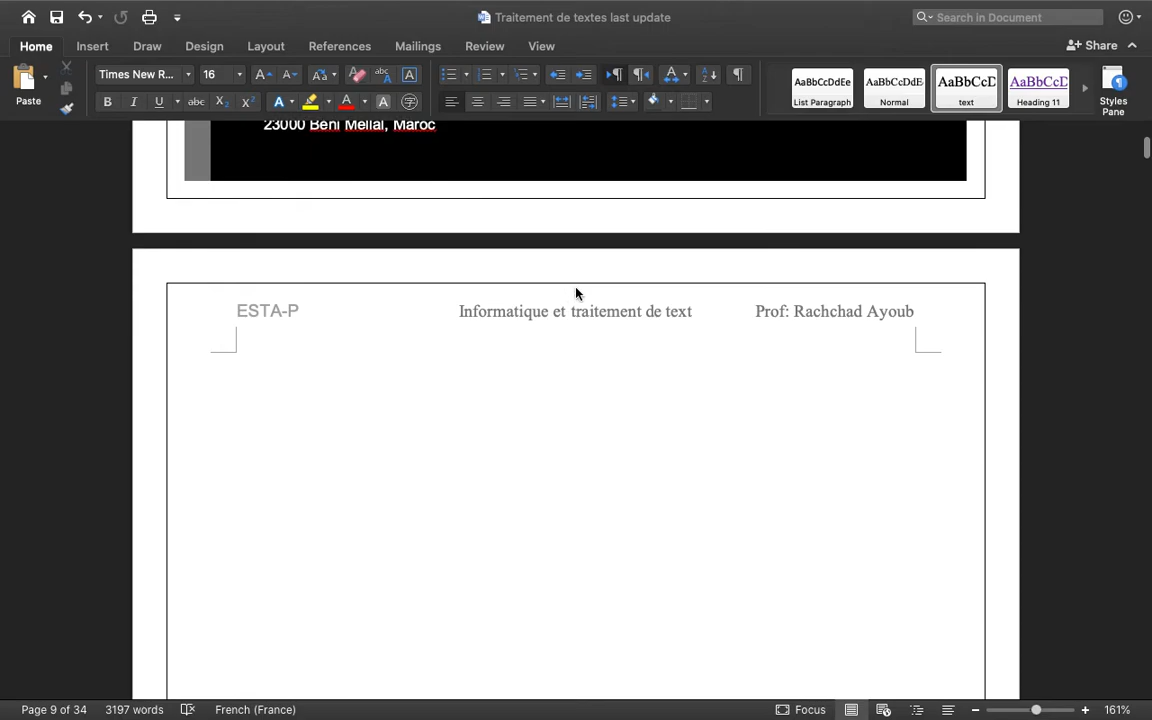 Traitement de textes last update
Search in Document
Home Insert Draw Design Layout References Mailings Review View
Share
Paste
Times New R... 16
AaBbCcDdEe AaBbCcDdE AaBbCcD AaBbCcD
List Paragraph Normal text Heading 11
Styles Pane
23000 Beni Mellal, Maroc
ESTA-P Informatique et traitement de text Prof: Rachchad Ayoub
Page 9 of 34 3197 words French (France) Focus 161%